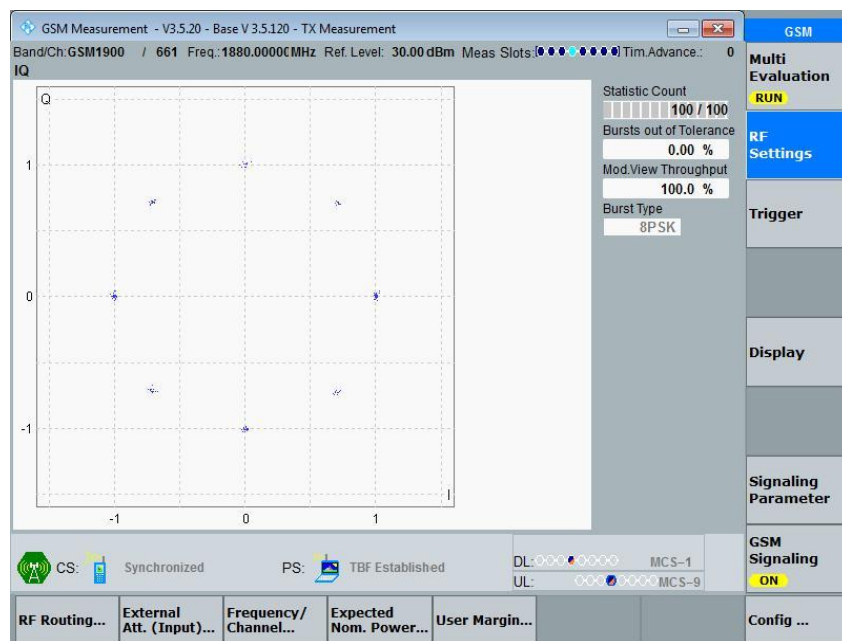 GSM Measurement - V3.5.20 - Base V 3.5.120 - TX Measurement
GSM
Band/Ch:GSM1900 / 661 Freq.:1880.00000MHz Ref. Level: 30.00 dBm Meas Slots: Tim.Advance.: 0
IQ
Multi
Evaluation
RUN
Q
Statistic Count
100 / 100
Bursts out of Tolerance
0.00 %
Mod.View Throughput
100.0 %
Burst Type
8PSK
RF
Settings
Trigger
Display
Signaling
Parameter
GSM
Signaling
ON
1
0
-1
I
-1 0 1
CS: Synchronized PS: TBF Established
DL: MCS-1
UL: MCS-9
RF Routing...
External
Att. (Input)...
Frequency/
Channel...
Expected
Nom. Power...
User Margin...
Config ...